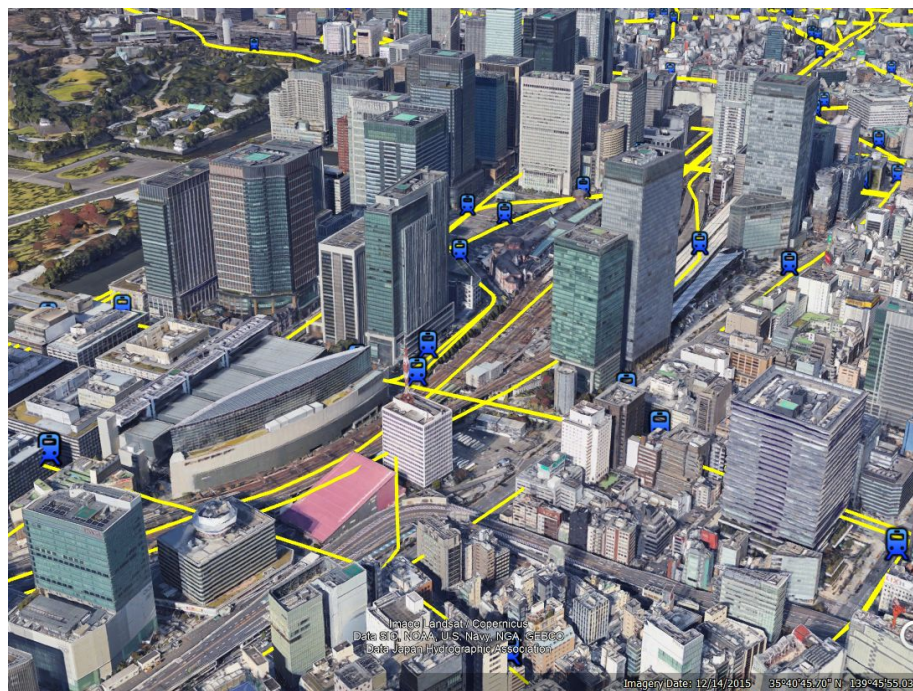 Image Landsat / Copernicus
Data SIO, NOAA, U.S. Navy, NGA, GEBCO
Data Japan Hydrographic Association
Imagery Date: 12/14/2015 35°40'45.70" N 139°45'55.03